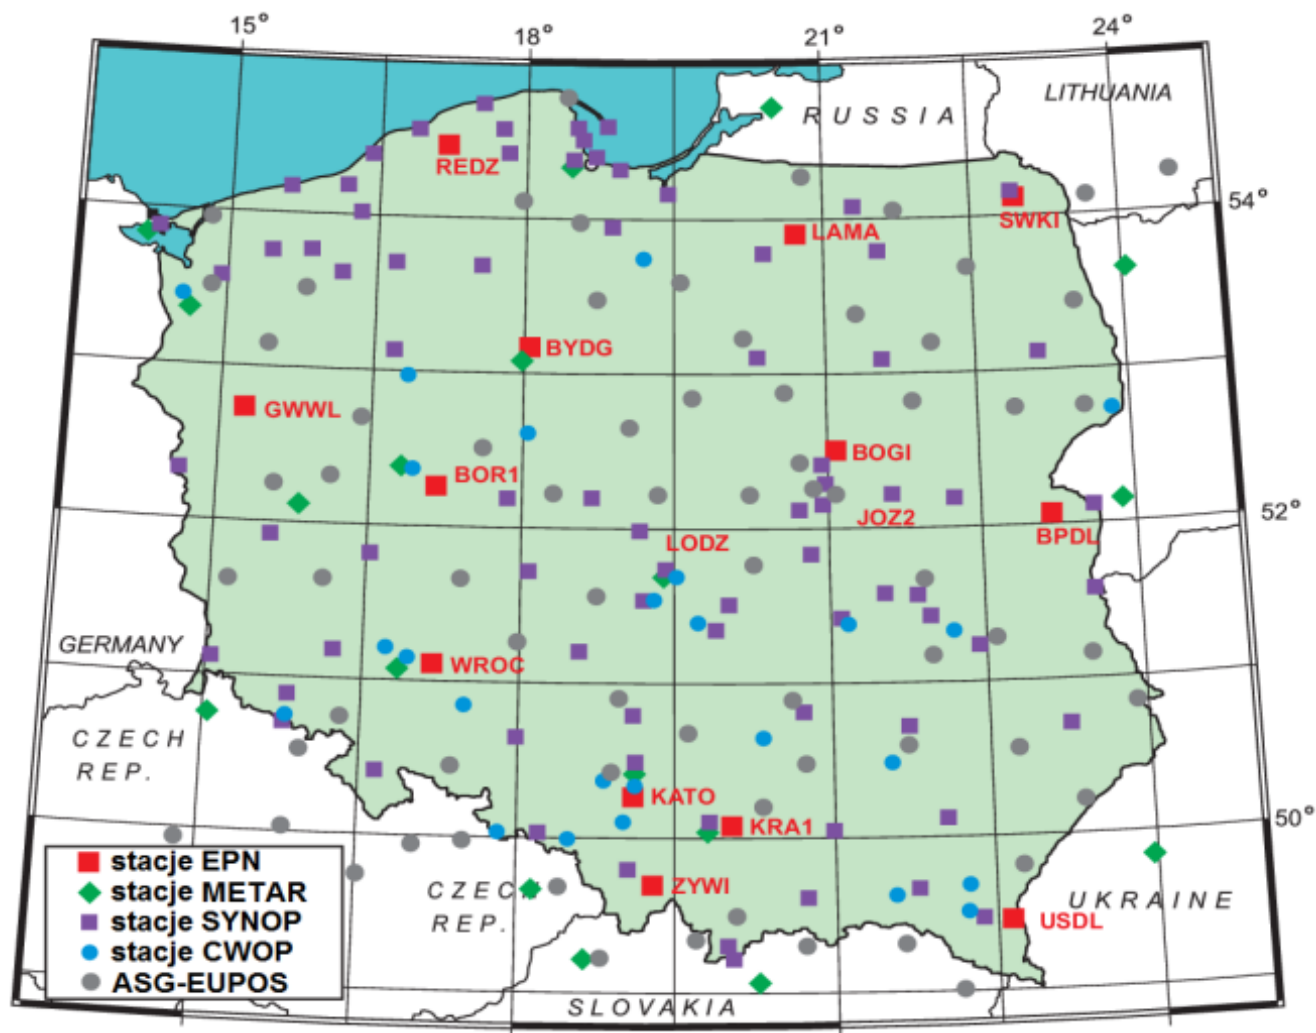 15°
18°
21°
24°
LITHUANIA
RUSSIA
REDZ
54°
SWKI
LAMA
BYDG
GWWL
BOGI
BOR1
52°
JOZ2
BPDL
LODZ
GERMANY
WROC
CZECH
REP.
KATO
50°
KRA1
stacje EPN
ZYWI
stacje METAR
CZECH
UKRAINE
stacje SYNOP
REP.
USDL
stacje CWOP
ASG-EUPOS
SLOVAKIA